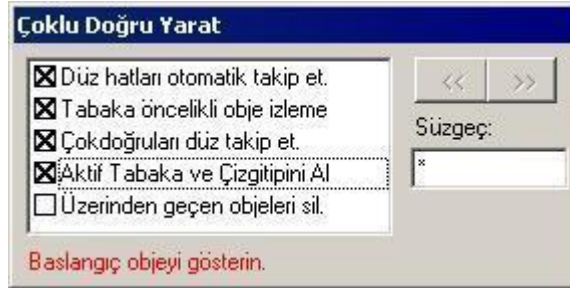 Çoklu Doğru Yarat
Düz hatları otomatik takip et.
Tabaka öncelikli obje izleme
Çokdoğruları düz takip et.
Aktif Tabaka ve Çizgitipini Al
Üzerinden geçen objeleri sil.
<< >>
Süzgeç:
*
Baslangıç objeyi gösterin.